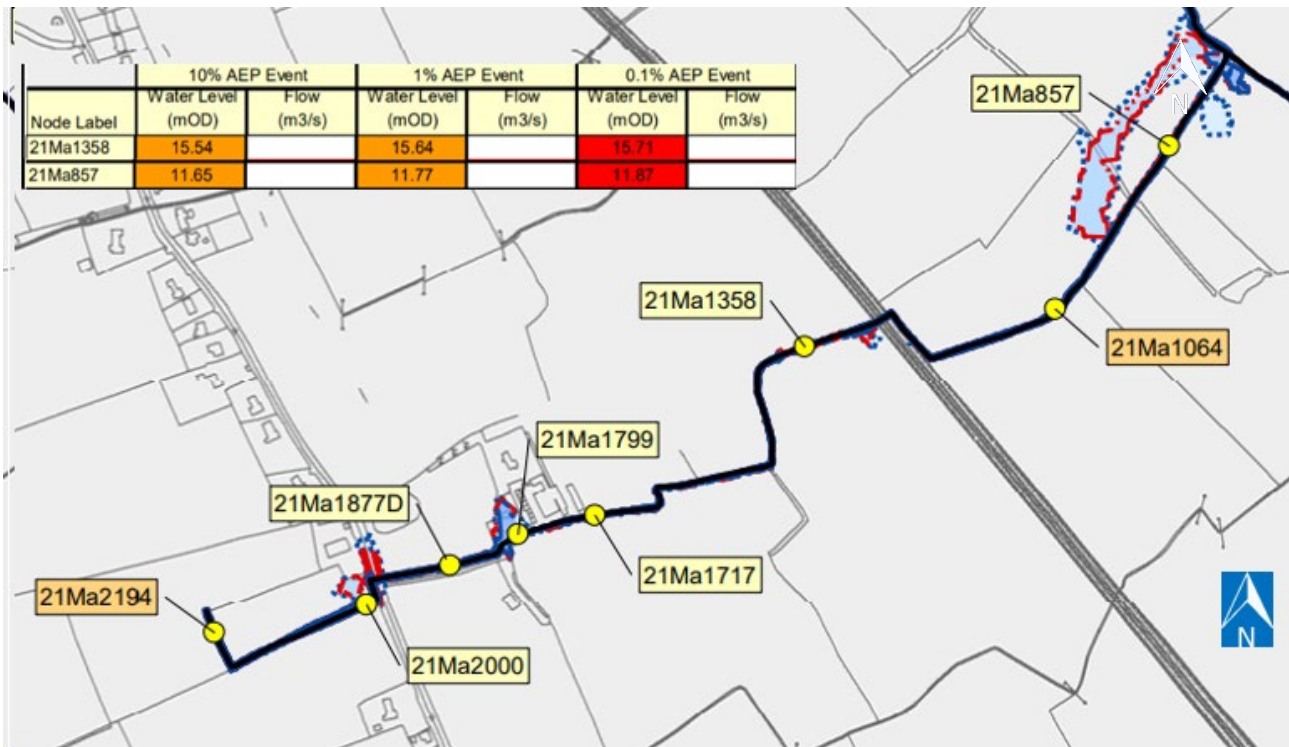 10% AEP Event 1% AEP Event 0.1% AEP Event
Node Label Water Level (mOD) Flow (m3/s) Water Level (mOD) Flow (m3/s) Water Level (mOD) Flow (m3/s)
21Ma1358 15.54 15.64 15.71
21Ma857 11.65 11.77 11.87
21Ma857
N
21Ma1358
21Ma1064
21Ma1799
21Ma1877D
21Ma1717
21Ma2194
21Ma2000
N